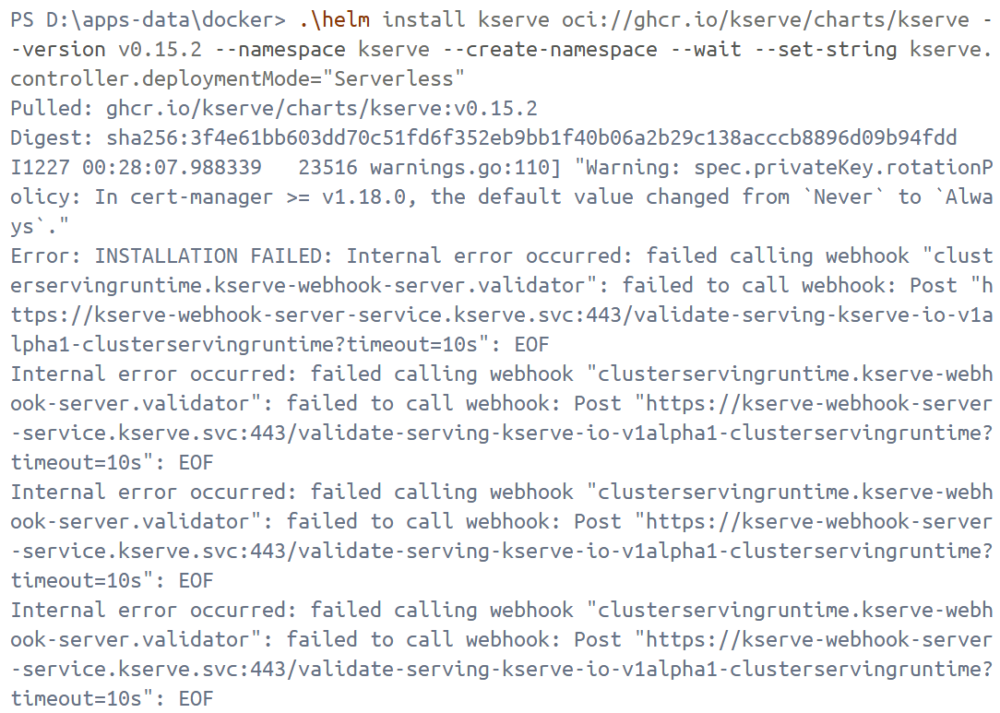 PS D:\apps-data\docker> .\helm install kserve oci://ghcr.io/kserve/charts/kserve -
-version v0.15.2 --namespace kserve --create-namespace --wait --set-string kserve.
controller.deploymentMode="Serverless"
Pulled: ghcr.io/kserve/charts/kserve:v0.15.2
Digest: sha256:3f4e61bb603dd70c51fd6f352eb9bb1f40b06a2b29c138acccb8896d09b94fdd
I1227 00:28:07.988339   23516 warnings.go:110] "Warning: spec.privateKey.rotationP
olicy: In cert-manager >= v1.18.0, the default value changed from `Never` to `Alwa
ys`."
Error: INSTALLATION FAILED: Internal error occurred: failed calling webhook "clust
erservingruntime.kserve-webhook-server.validator": failed to call webhook: Post "h
ttps://kserve-webhook-server-service.kserve.svc:443/validate-serving-kserve-io-v1a
lpha1-clusterservingruntime?timeout=10s": EOF
Internal error occurred: failed calling webhook "clusterservingruntime.kserve-webh
ook-server.validator": failed to call webhook: Post "https://kserve-webhook-server
-service.kserve.svc:443/validate-serving-kserve-io-v1alpha1-clusterservingruntime?
timeout=10s": EOF
Internal error occurred: failed calling webhook "clusterservingruntime.kserve-webh
ook-server.validator": failed to call webhook: Post "https://kserve-webhook-server
-service.kserve.svc:443/validate-serving-kserve-io-v1alpha1-clusterservingruntime?
timeout=10s": EOF
Internal error occurred: failed calling webhook "clusterservingruntime.kserve-webh
ook-server.validator": failed to call webhook: Post "https://kserve-webhook-server
-service.kserve.svc:443/validate-serving-kserve-io-v1alpha1-clusterservingruntime?
timeout=10s": EOF